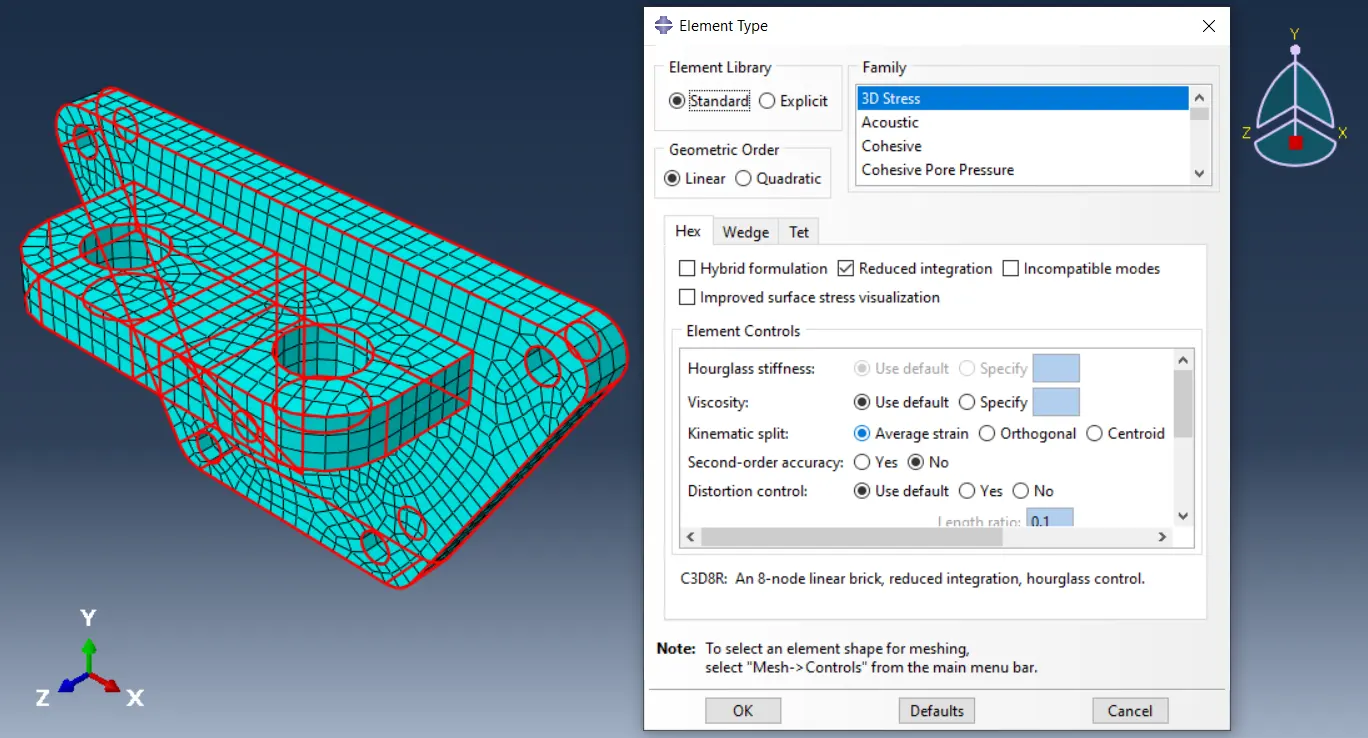 Element Type
Element Library
Standard Explicit
Family
3D Stress
Acoustic
Cohesive
Cohesive Pore Pressure
Geometric Order
Linear Quadratic
Hex Wedge Tet
Hybrid formulation Reduced integration Incompatible modes
Improved surface stress visualization
Element Controls
Hourglass stiffness: Use default Specify
Viscosity: Use default Specify
Kinematic split: Average strain Orthogonal Centroid
Second-order accuracy: Yes No
Distortion control: Use default Yes No
Length ratio: 0.1
C3D8R: An 8-node linear brick, reduced integration, hourglass control.
Note: To select an element shape for meshing,
select "Mesh->Controls" from the main menu bar.
OK Defaults Cancel
Y
Z X
Y
Z X